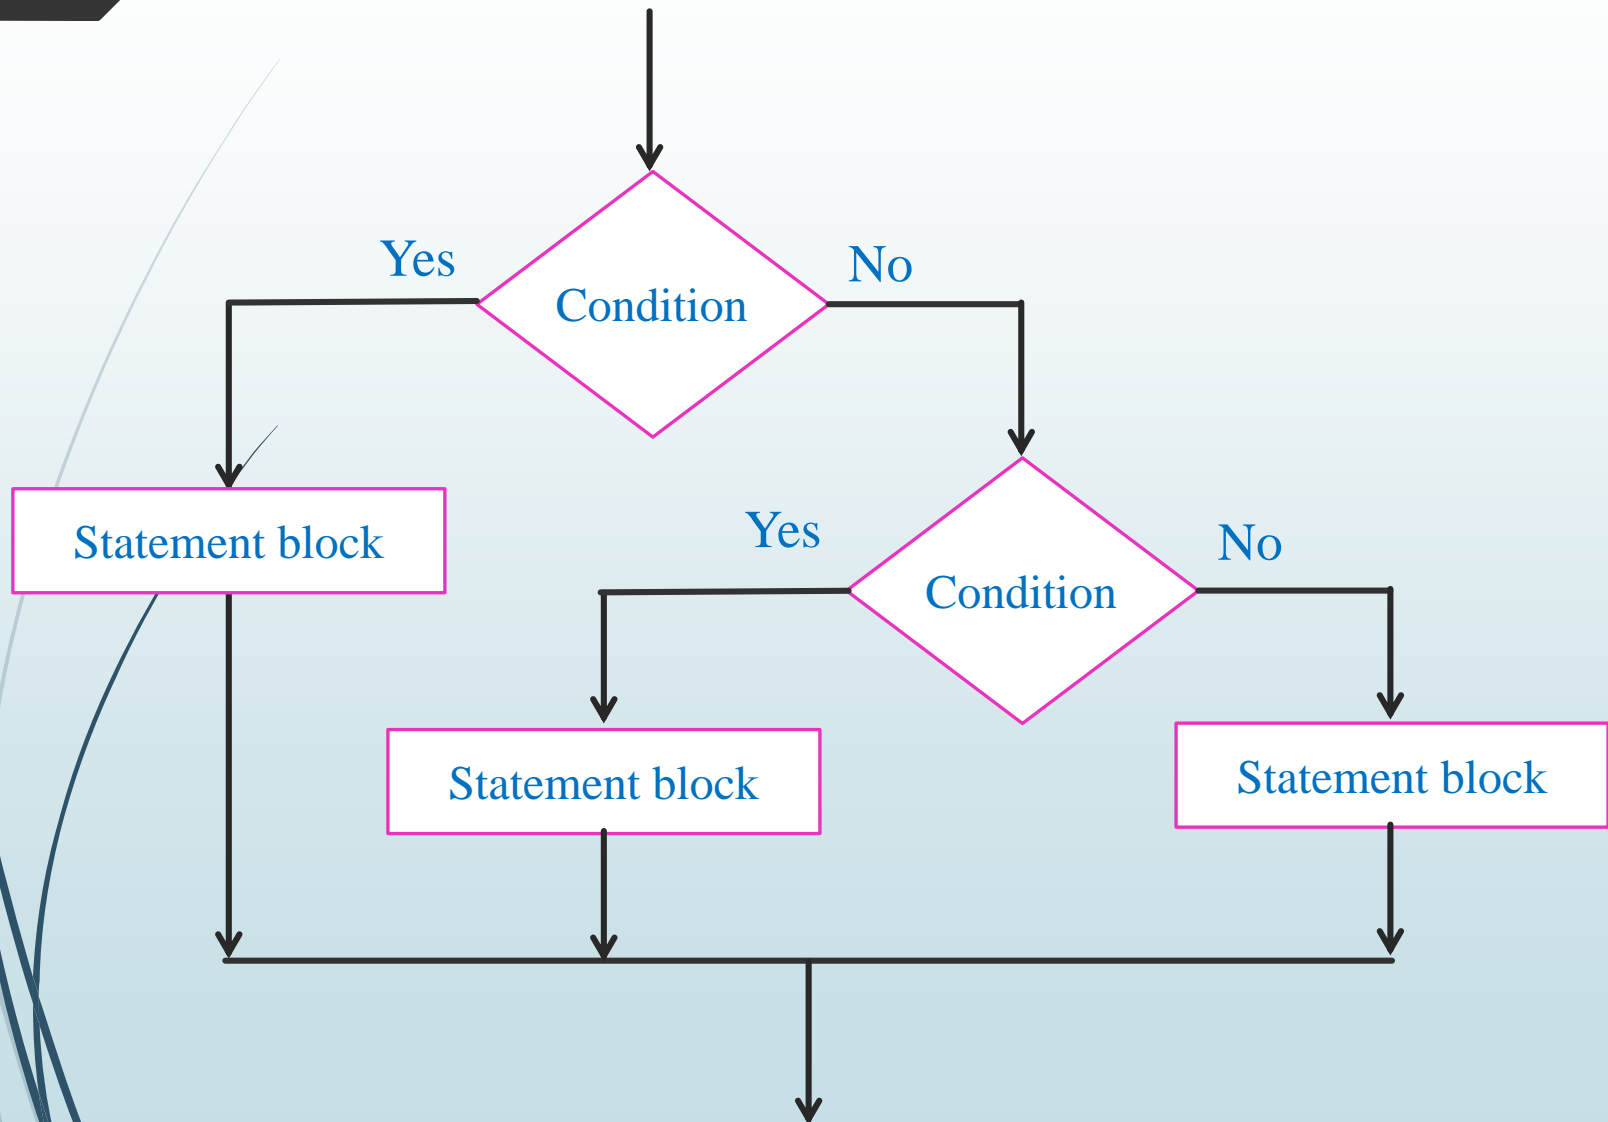 Yes
No
Condition
Yes
No
Statement block
Condition
Statement block
Statement block